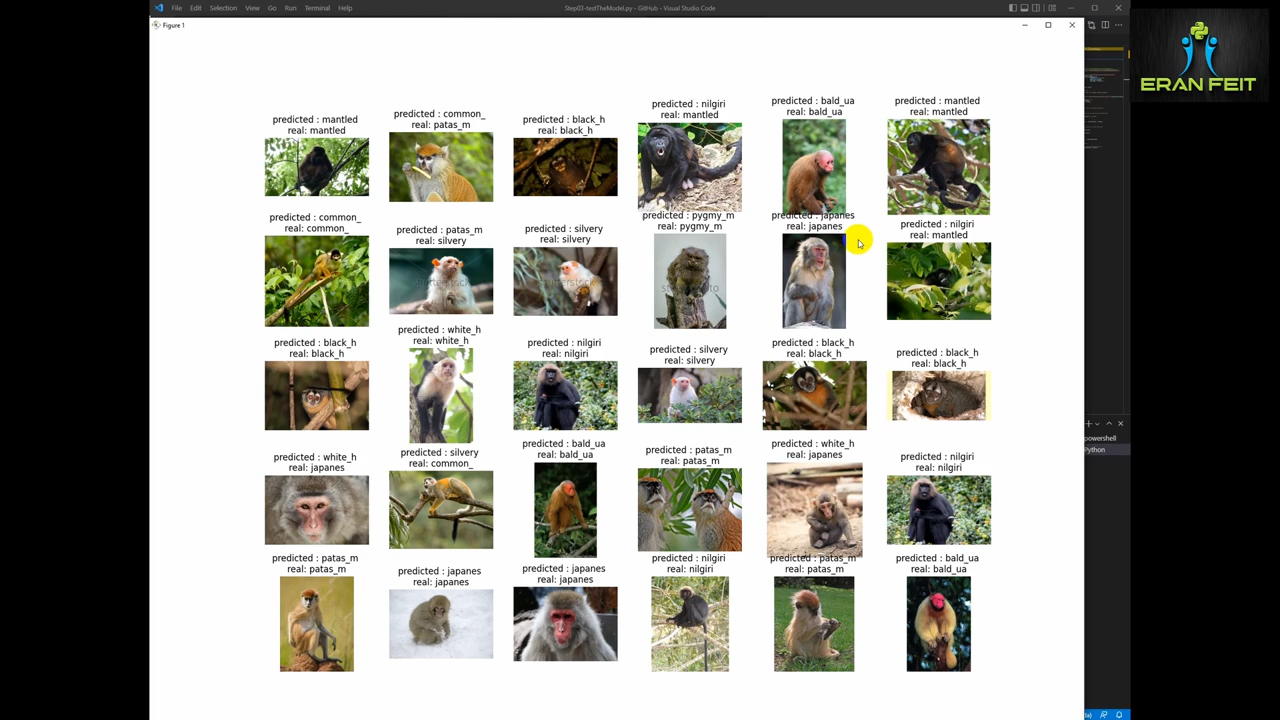 File Edit Selection View Go Run Terminal Help
Step03-testTheModel.py - GitHub - Visual Studio Code
Figure 1
ERAN FEIT
predicted : mantled
real: mantled
predicted : common_
real: patas_m
predicted : black_h
real: black_h
predicted : nilgiri
real: mantled
predicted : bald_ua
real: bald_ua
predicted : mantled
real: mantled
predicted : common_
real: common_
predicted : patas_m
real: silvery
predicted : silvery
real: silvery
predicted : pygmy_m
real: pygmy_m
predicted : japanes
real: japanes
predicted : nilgiri
real: mantled
predicted : black_h
real: black_h
predicted : white_h
real: white_h
predicted : nilgiri
real: nilgiri
predicted : silvery
real: silvery
predicted : black_h
real: black_h
predicted : black_h
real: black_h
predicted : white_h
real: japanes
predicted : silvery
real: common_
predicted : bald_ua
real: bald_ua
predicted : patas_m
real: patas_m
predicted : white_h
real: japanes
predicted : nilgiri
real: nilgiri
predicted : patas_m
real: patas_m
predicted : japanes
real: japanes
predicted : japanes
real: japanes
predicted : nilgiri
real: nilgiri
predicted : patas_m
real: patas_m
predicted : bald_ua
real: bald_ua
powershell
Python